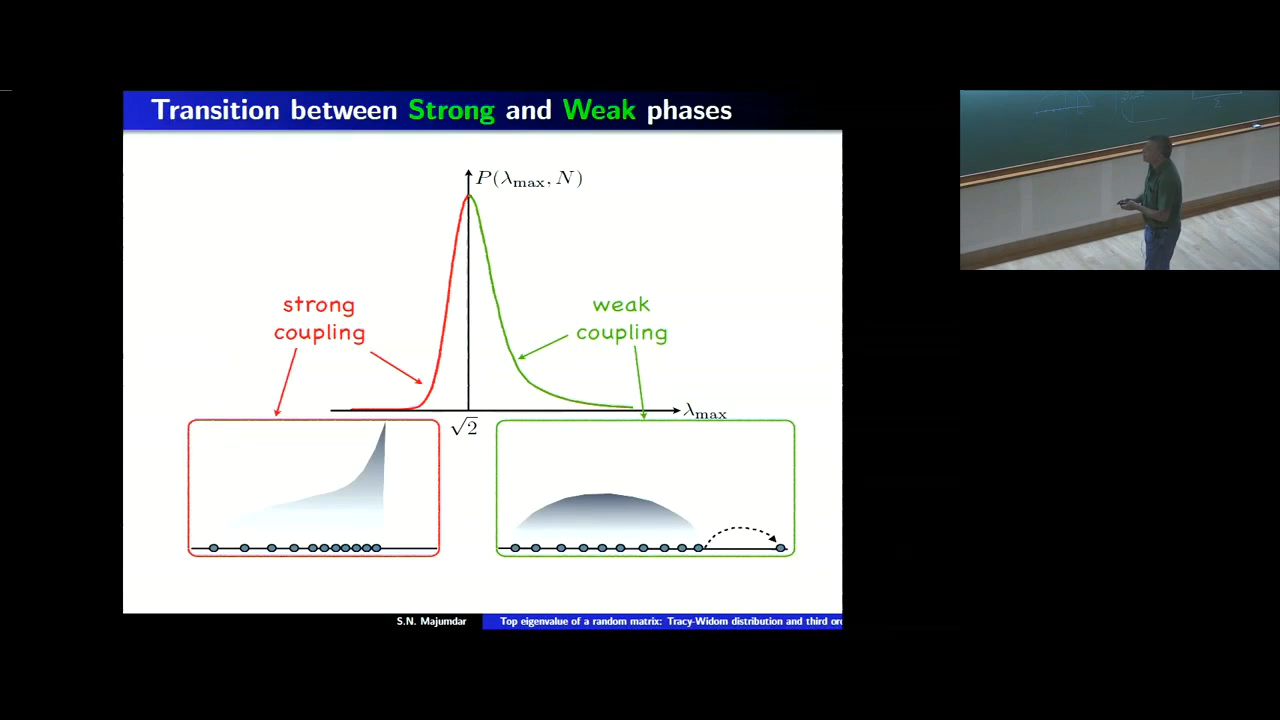 Transition between Strong and Weak phases
P(λmax, N)
strong
coupling
weak
coupling
λmax
√2
S.N. Majumdar
Top eigenvalue of a random matrix: Tracy-Widom distribution and third ord